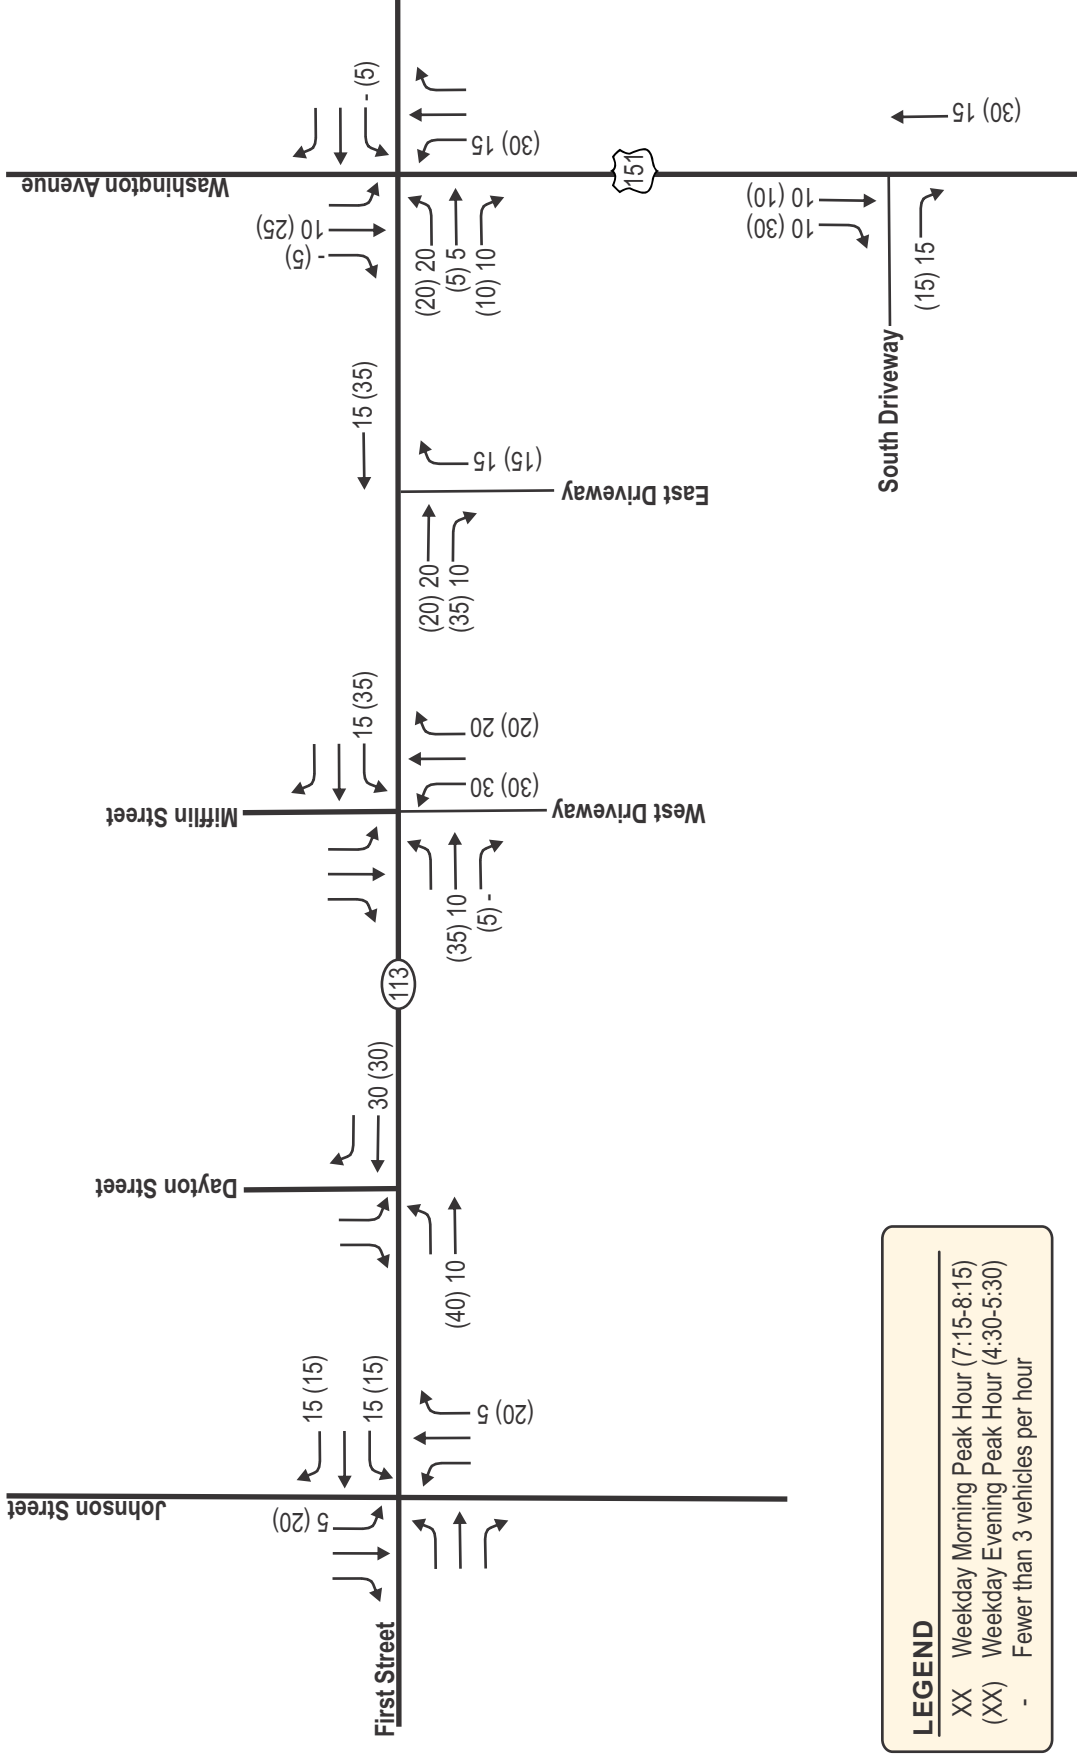 Washington Avenue
- (5)
(30) 15
10 (25)
- (5)
(20) 20
(5) 5
(10) 10
151
(30) 15
10 (10)
10 (30)
(15) 15
South Driveway
15 (35)
(15) 15
East Driveway
(20) 20
(35) 10
15 (35)
(20) 20
(30) 30
Mifflin Street
West Driveway
(35) 10
(5) -
113
30 (30)
Dayton Street
(40) 10
15 (15)
15 (15)
(20) 5
Johnson Street
5 (20)
First Street
LEGEND
XX Weekday Morning Peak Hour (7:15-8:15)
(XX) Weekday Evening Peak Hour (4:30-5:30)
- Fewer than 3 vehicles per hour